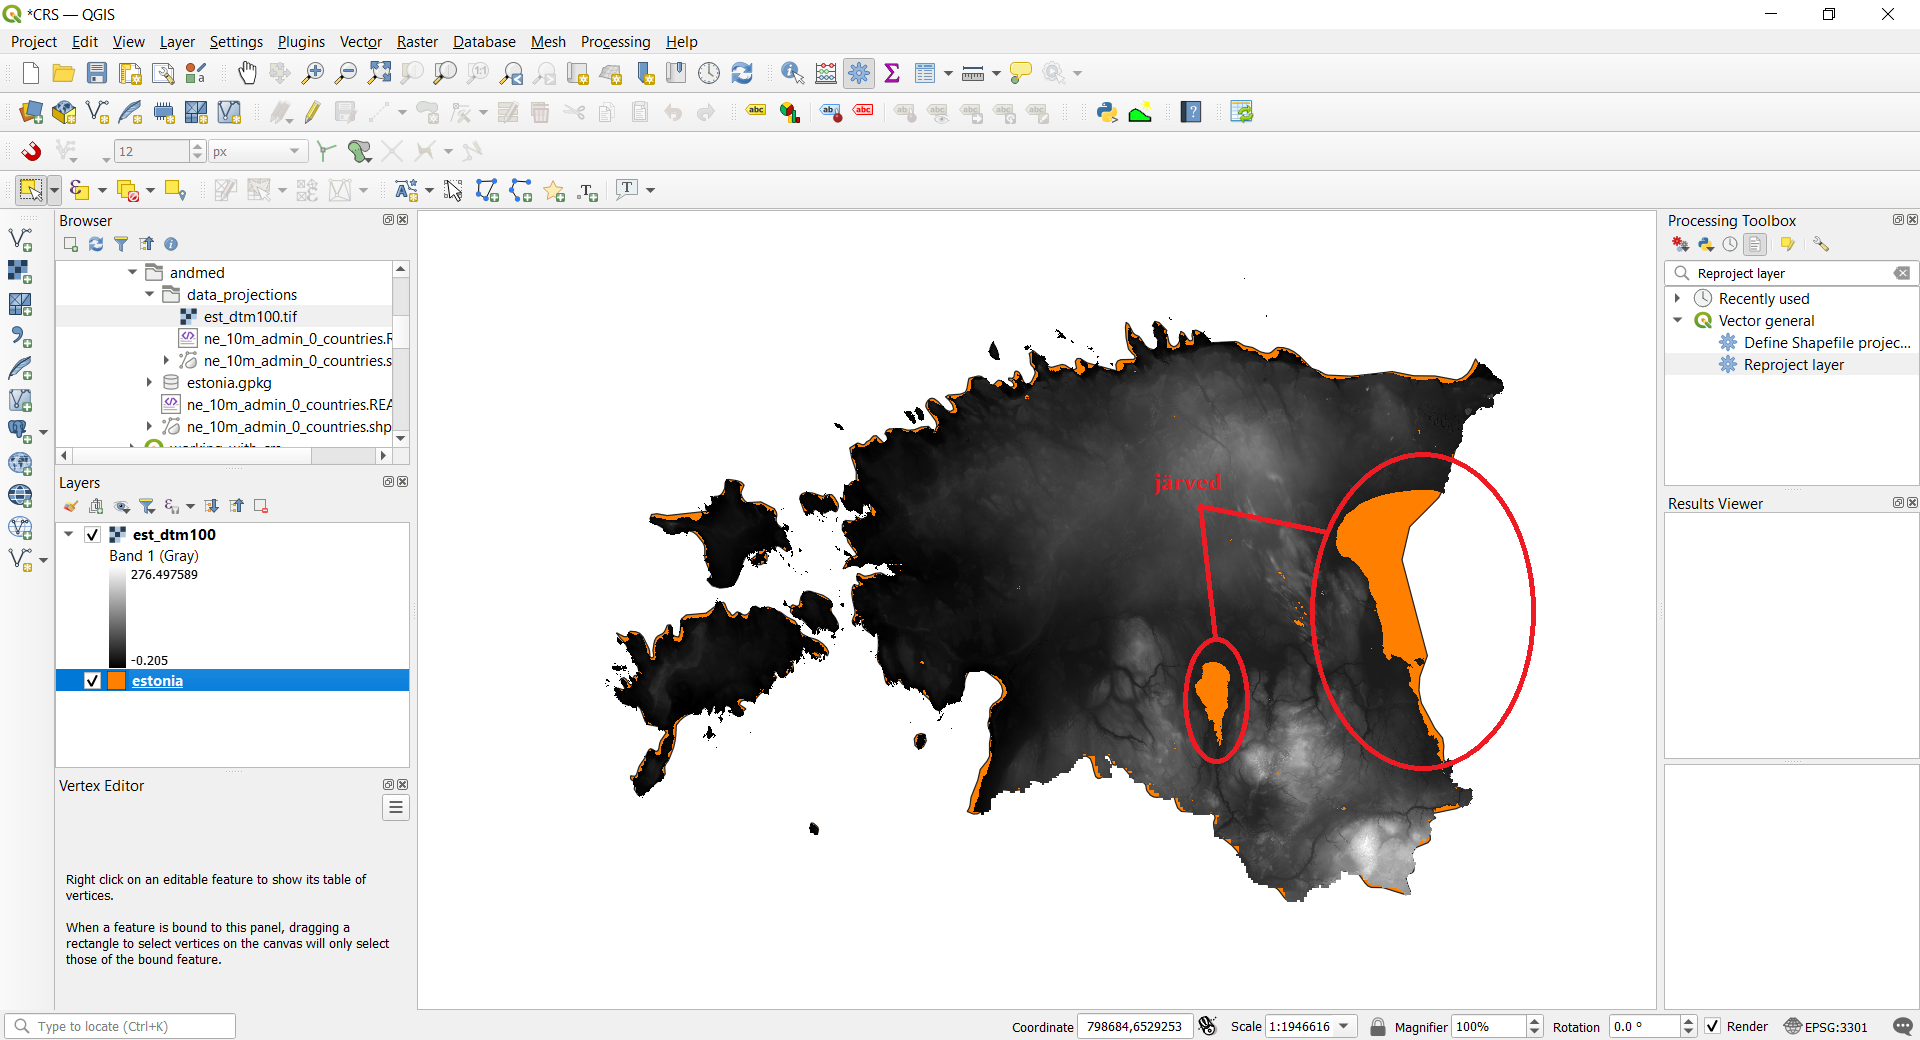 *CRS — QGIS
Project Edit View Layer Settings Plugins Vector Raster Database Mesh Processing Help
12 px
Browser
andmed
data_projections
est_dtm100.tif
ne_10m_admin_0_countries.R
ne_10m_admin_0_countries.s
estonia.gpkg
ne_10m_admin_0_countries.REA
ne_10m_admin_0_countries.shp
Layers
est_dtm100
Band 1 (Gray)
276.497589
-0.205
estonia
Vertex Editor
Right click on an editable feature to show its table of
vertices.
When a feature is bound to this panel, dragging a
rectangle to select vertices on the canvas will only select
those of the bound feature.
järved
Processing Toolbox
Reproject layer
Recently used
Vector general
Define Shapefile projec...
Reproject layer
Results Viewer
Type to locate (Ctrl+K)
Coordinate 798684,6529253 Scale 1:1946616 Magnifier 100% Rotation 0.0 ° Render EPSG:3301